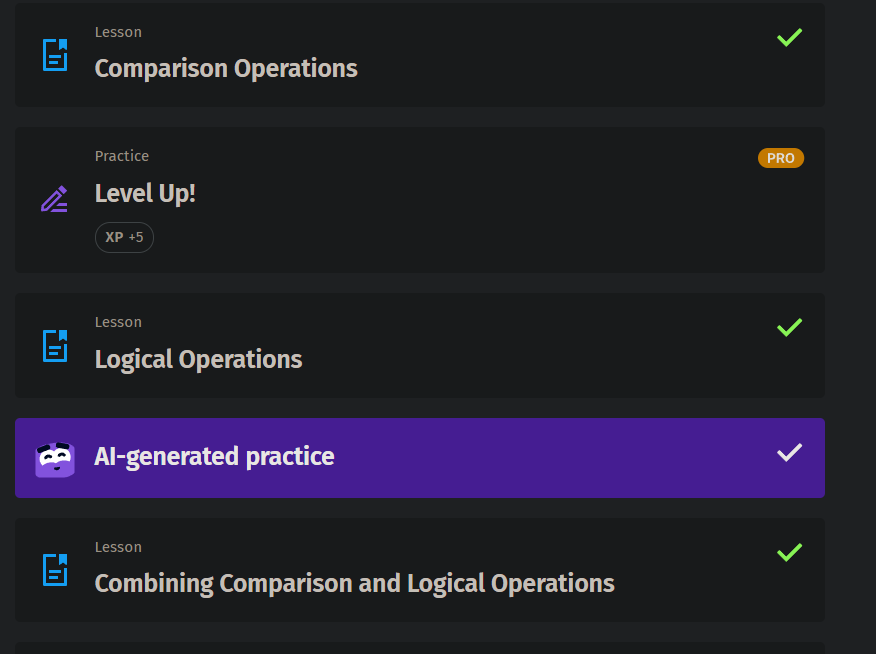 Lesson
Comparison Operations
Practice
PRO
Level Up!
XP +5
Lesson
Logical Operations
AI-generated practice
Lesson
Combining Comparison and Logical Operations